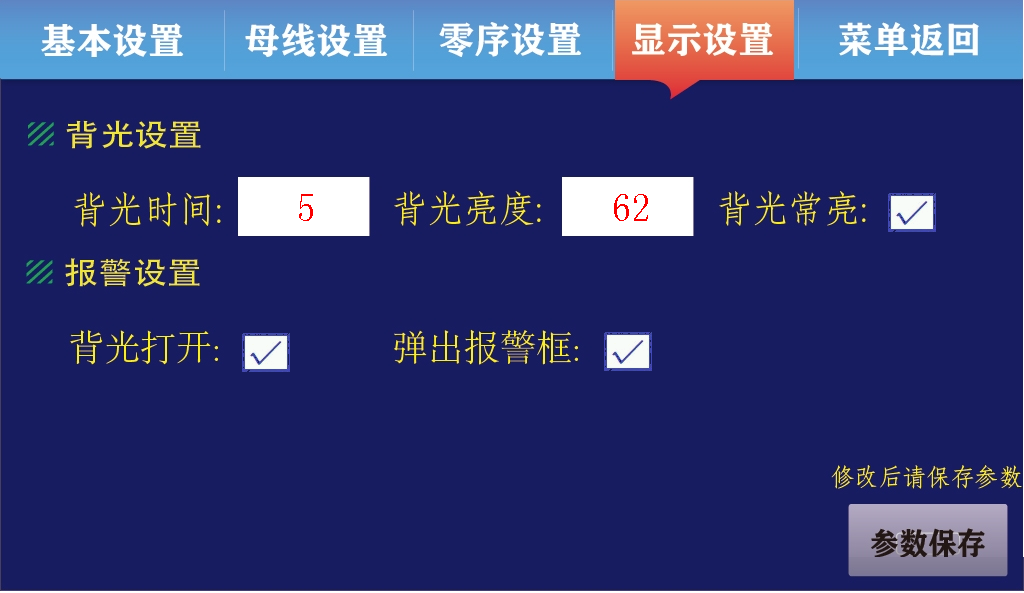 基本设置 母线设置 零序设置 显示设置 菜单返回
背光设置
背光时间: 5 背光亮度: 62 背光常亮:
报警设置
背光打开: 弹出报警框:
修改后请保存参数
参数保存